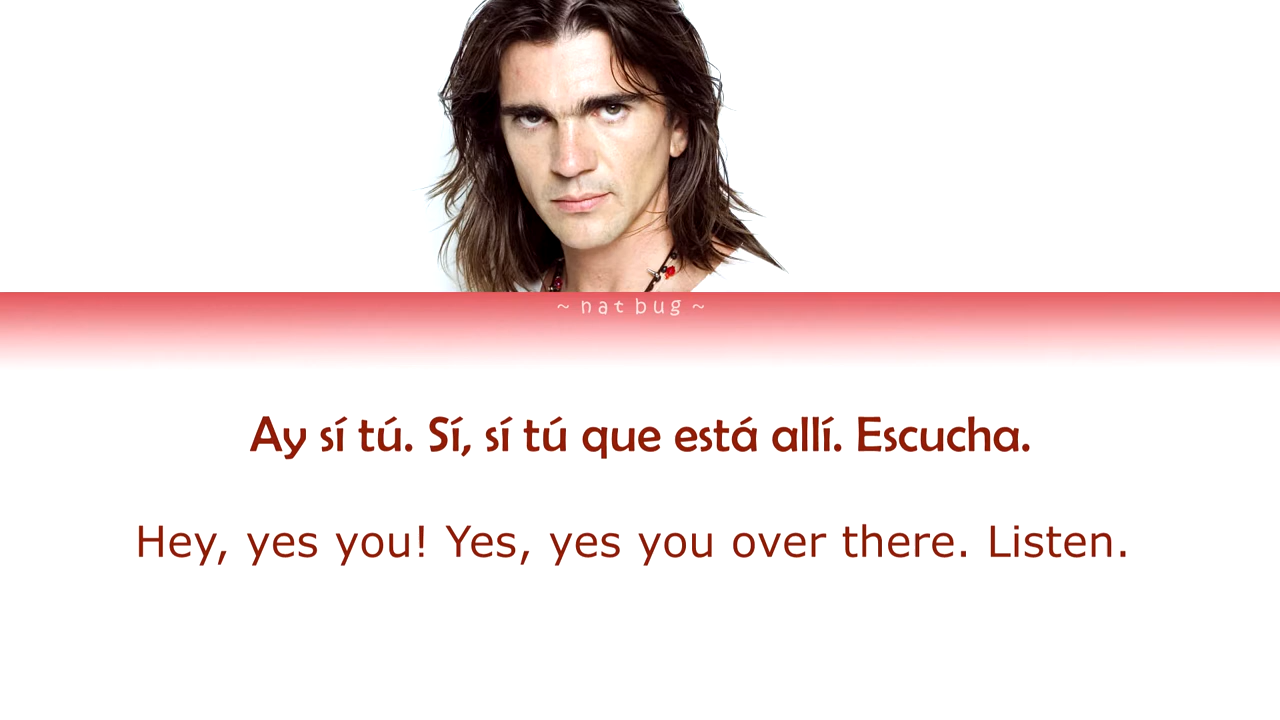 ~ nat bug ~
Ay sí tú. Sí, sí tú que está allí. Escucha.
Hey, yes you! Yes, yes you over there. Listen.